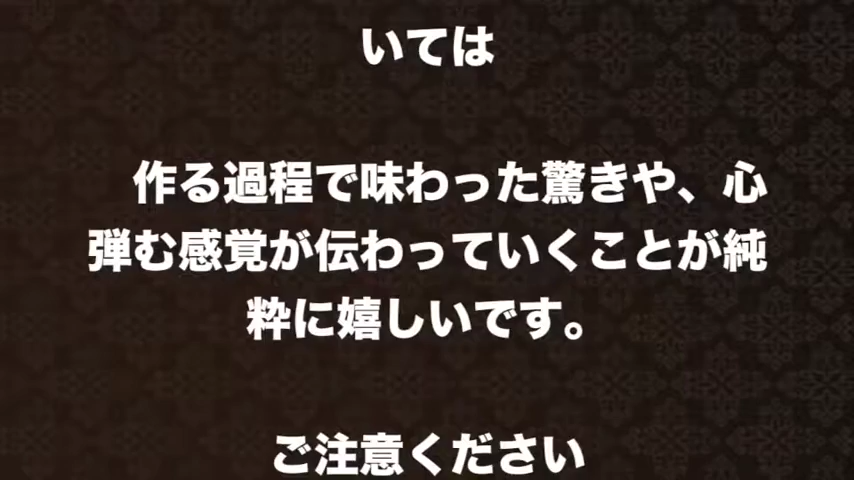 いては
作る過程で味わった驚きや、心
弾む感覚が伝わっていくことが純
粋に嬉しいです。
ご注意ください